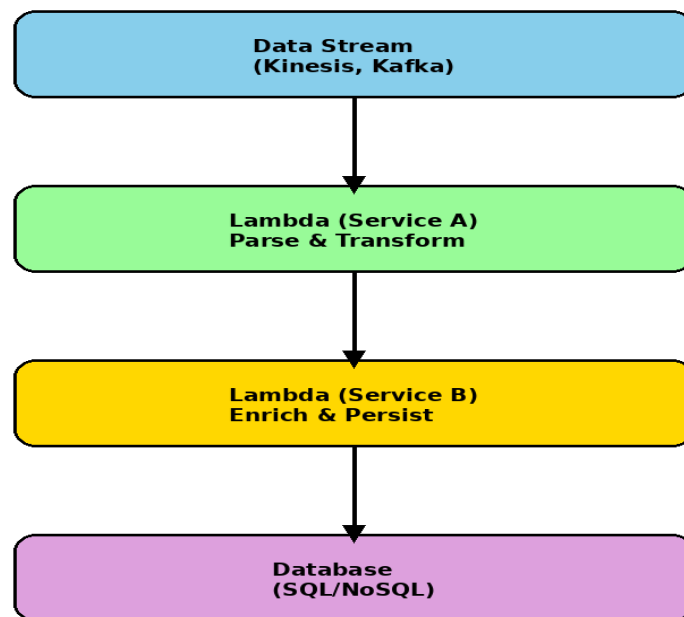 Data Stream
(Kinesis, Kafka)
Lambda (Service A)
Parse & Transform
Lambda (Service B)
Enrich & Persist
Database
(SQL/NoSQL)